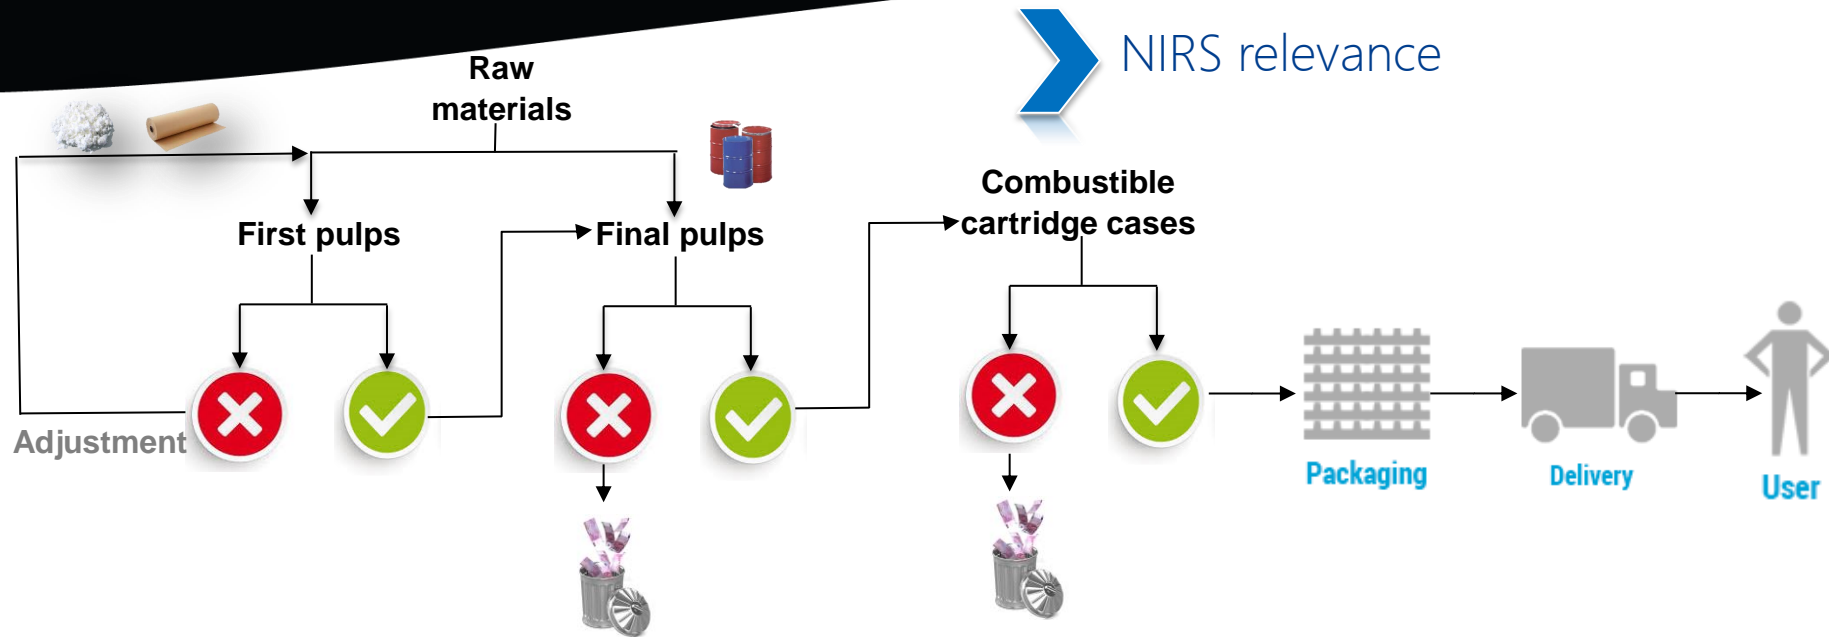 NIRS relevance
Raw
materials
Combustible
cartridge cases
First pulps
Final pulps
Adjustment
Packaging
Delivery
User